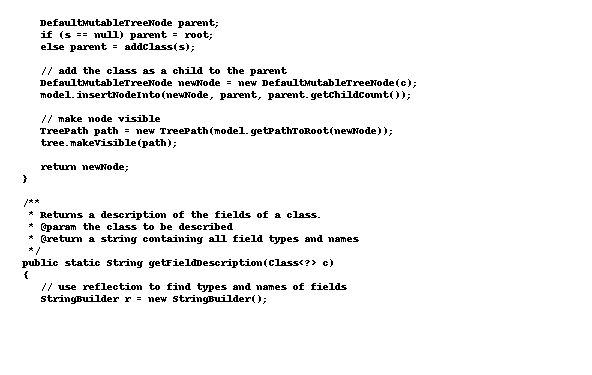 DefaultMutableTreeNode parent;
if (s == null) parent = root;
else parent = addClass(s);
// add the class as a child to the parent
DefaultMutableTreeNode newNode = new DefaultMutableTreeNode(c);
model.insertNodeInto(newNode, parent, parent.getChildCount());
// make node visible
TreePath path = new TreePath(model.getPathToRoot(newNode));
tree.makeVisible(path);
return newNode;
}
/**
* Returns a description of the fields of a class.
* @param the class to be described
* @return a string containing all field types and names
*/
public static String getFieldDescription(Class<?> c)
{
// use reflection to find types and names of fields
StringBuilder r = new StringBuilder();